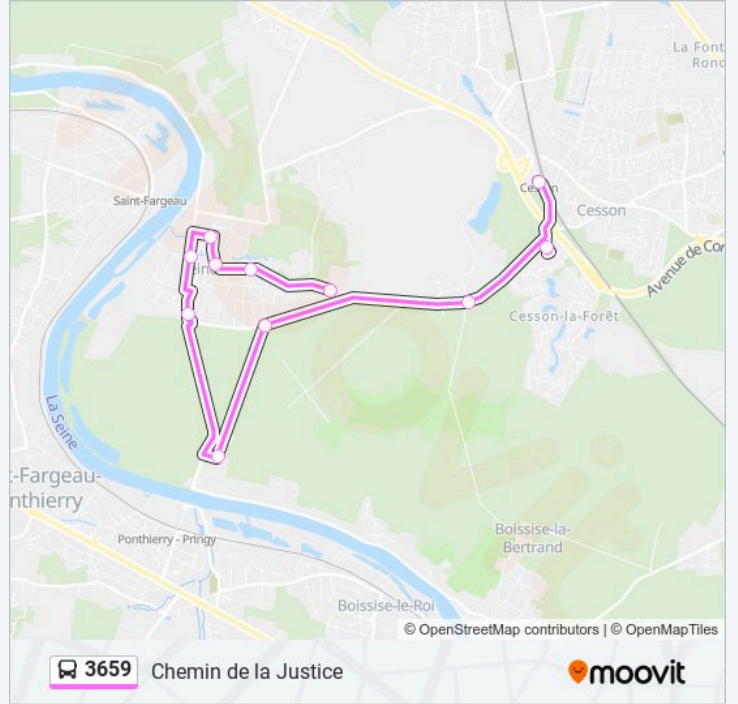 La Font
Rond
Saint-Fargeau
Cesson
Cesson
Avenue de Cor
Cesson-la-Forêt
La Seine
t-Fargeau-
nthierry
Ponthierry - Pringy
Boissise-la-
Bertrand
Boissise-le-Roi
© OpenStreetMap contributors | © OpenMapTiles
3659 Chemin de la Justice
moovit